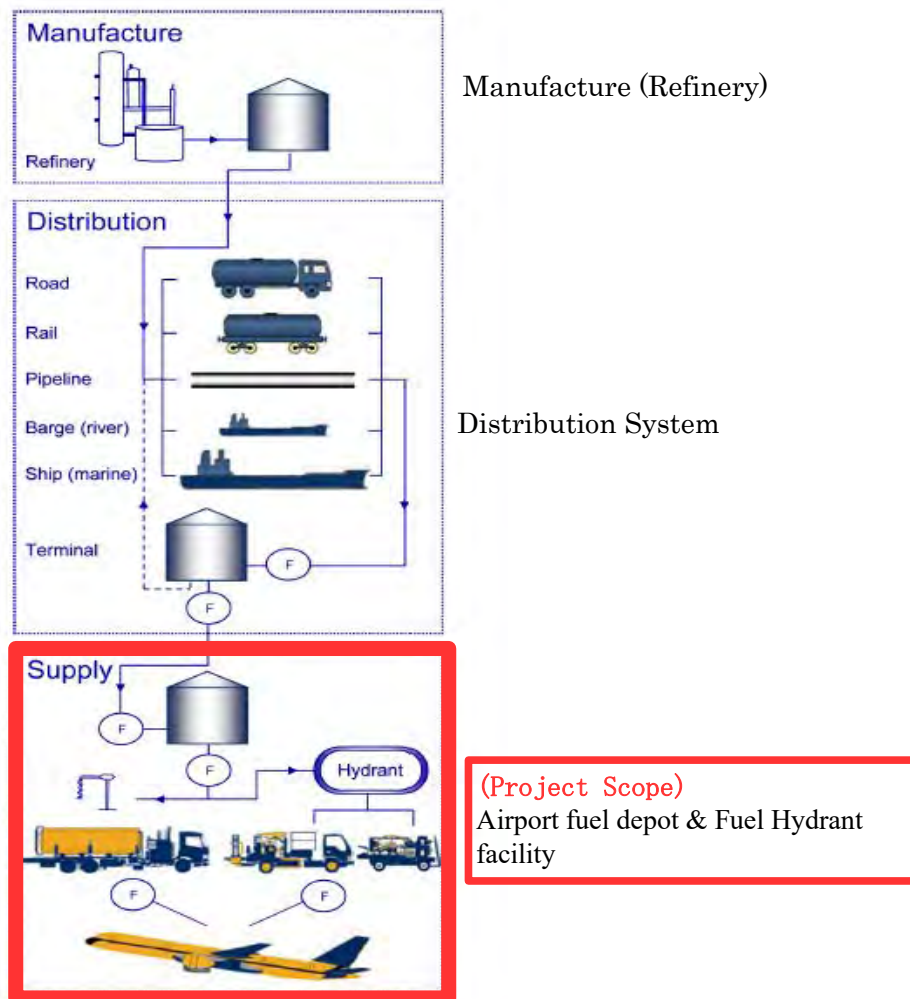 Manufacture
Manufacture (Refinery)
Refinery
Distribution
Road
Rail
Pipeline
Barge (river)
Distribution System
Ship (marine)
Terminal
F
F
Supply
F
F
Hydrant
(Project Scope)
Airport fuel depot & Fuel Hydrant
facility
F
F